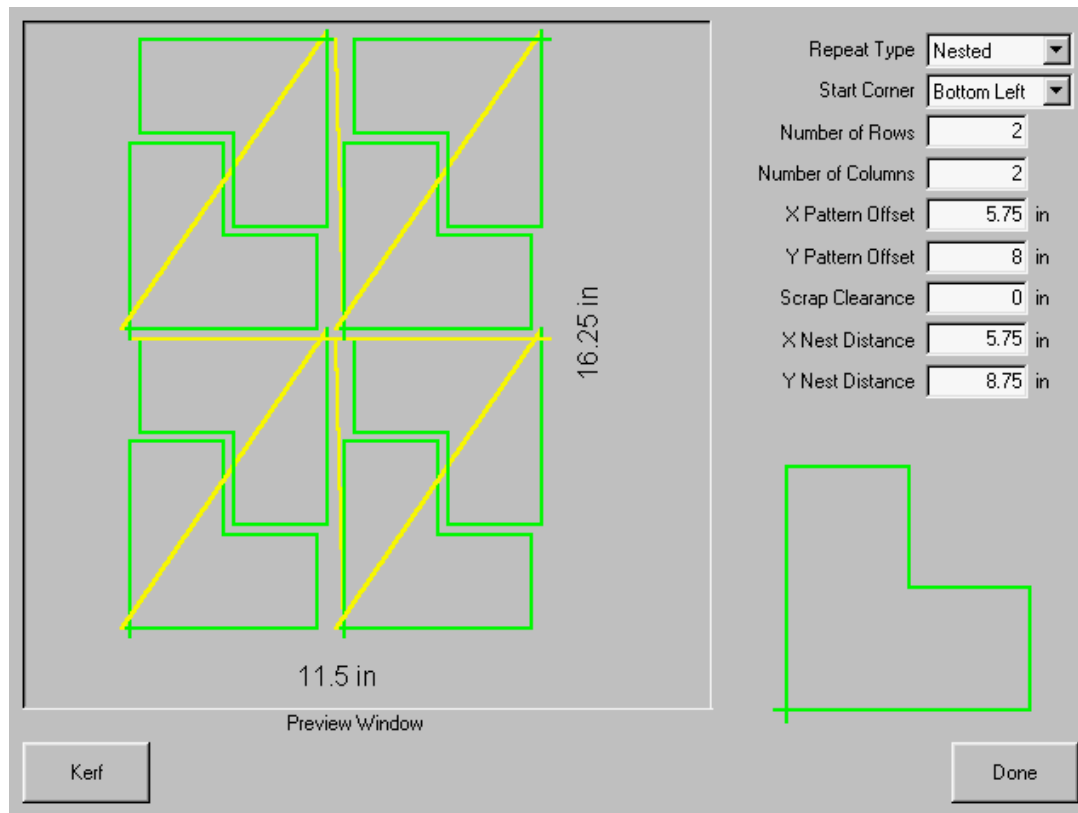 Repeat Type Nested
Start Corner Bottom Left
Number of Rows 2
Number of Columns 2
X Pattern Offset 5.75 in
Y Pattern Offset 8 in
Scrap Clearance 0 in
X Nest Distance 5.75 in
Y Nest Distance 8.75 in
16.25 in
11.5 in
Preview Window
Kerf
Done